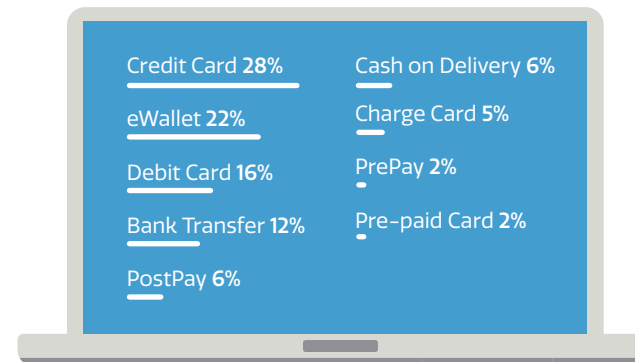 Credit Card 28%
eWallet 22%
Debit Card 16%
Bank Transfer 12%
PostPay 6%
Cash on Delivery 6%
Charge Card 5%
PrePay 2%
Pre-paid Card 2%